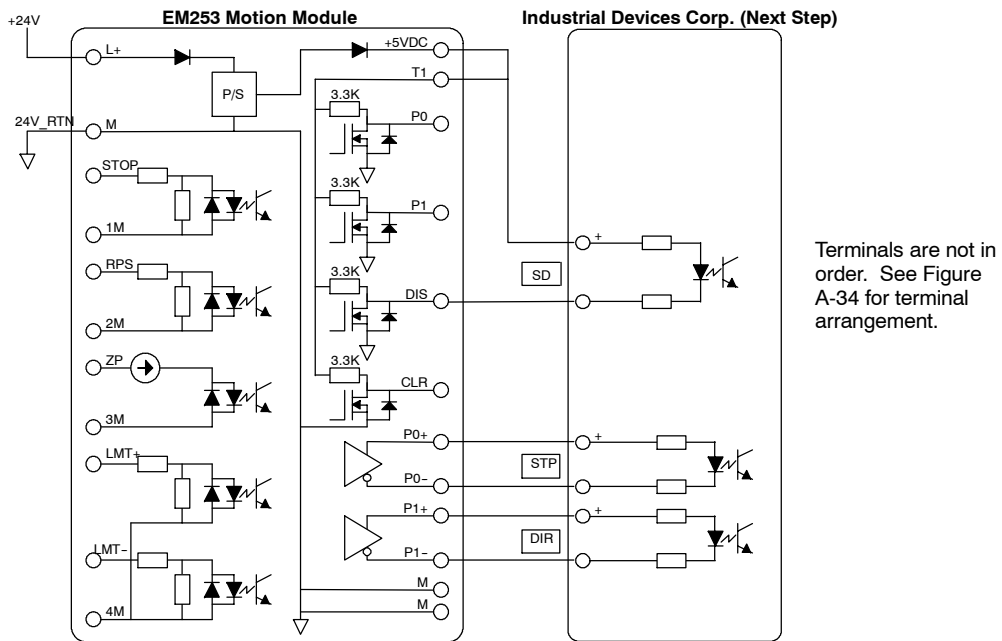 EM253 Motion Module
Industrial Devices Corp. (Next Step)
+24V
L+
+5VDC
T1
P/S
3.3K
P0
24V_RTN
M
STOP
3.3K
P1
1M
+
SD
RPS
3.3K
DIS
2M
ZP
3.3K
CLR
3M
P0+
+
STP
LMT+
P0−
P1+
+
DIR
LMT−
P1−
M
4M
M
Terminals are not in
order. See Figure
A-34 for terminal
arrangement.